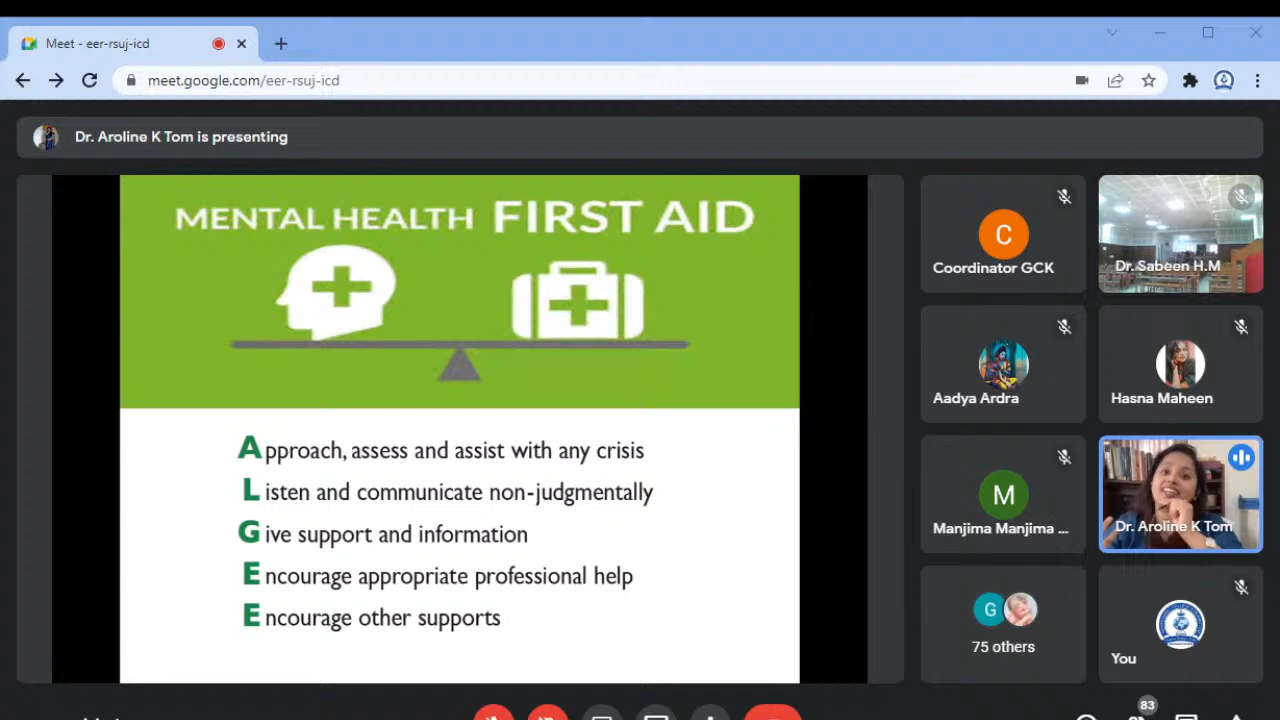 Meet - eer-rsuj-icd
meet.google.com/eer-rsuj-icd
Dr. Aroline K Tom is presenting
MENTAL HEALTH FIRST AID
Approach, assess and assist with any crisis
Listen and communicate non-judgmentally
Give support and information
Encourage appropriate professional help
Encourage other supports
C
Coordinator GCK
Dr. Sabeen H.M
Aadya Ardra
Hasna Maheen
M
Manjima Manjima ...
Dr. Aroline K Tom
G
75 others
You
83